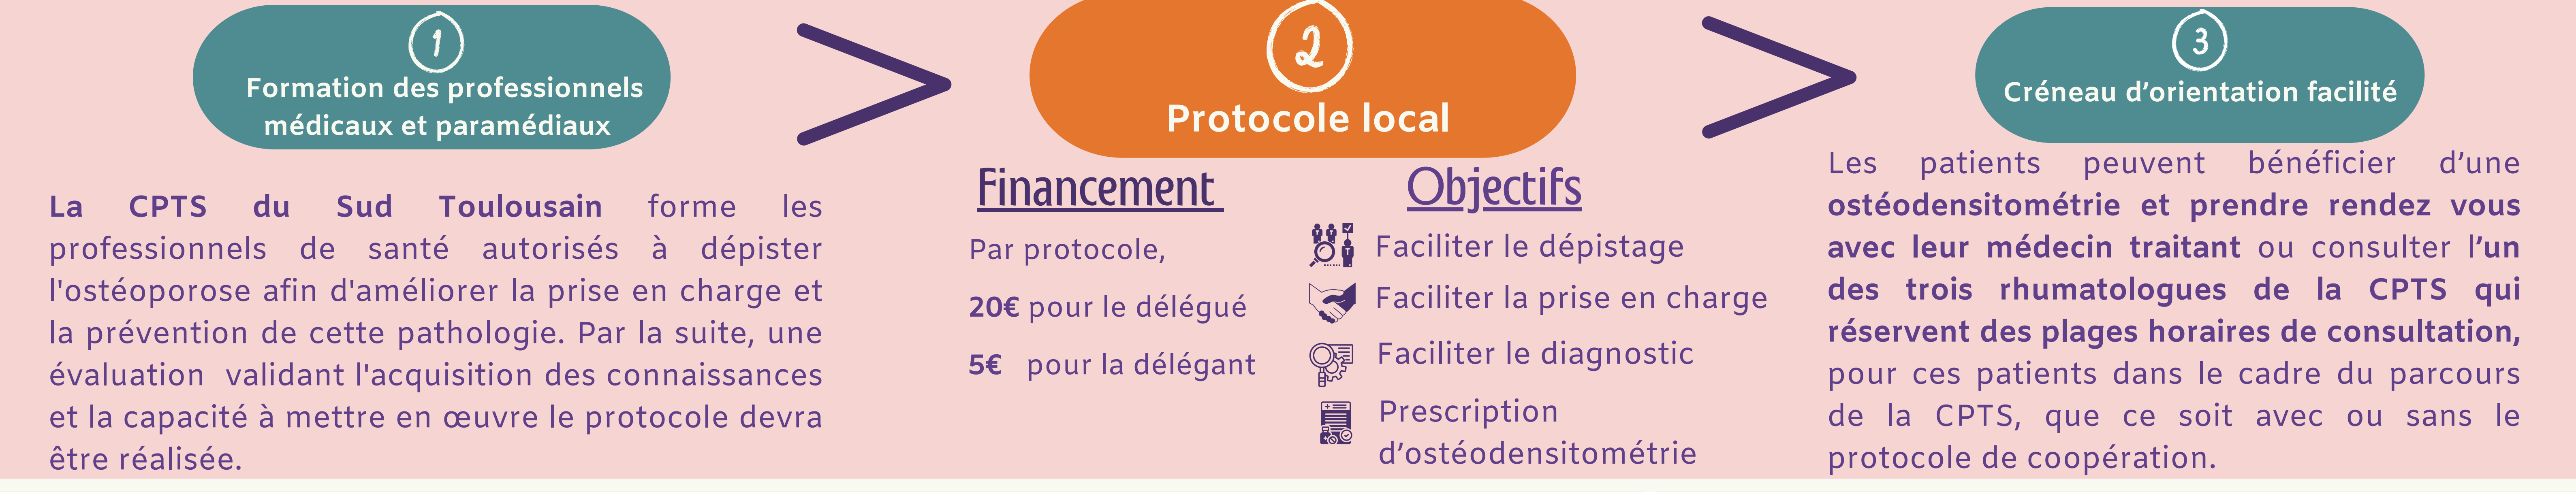 1
Formation des professionnels
médicaux et paramédiaux
La CPTS du Sud Toulousain forme les
professionnels de santé autorisés à dépister
l'ostéoporose afin d'améliorer la prise en charge et
la prévention de cette pathologie. Par la suite, une
évaluation validant l'acquisition des connaissances
et la capacité à mettre en œuvre le protocole devra
être réalisée.
2
Protocole local
Financement
Par protocole,
20€ pour le délégué
5€ pour la délégant
Objectifs
Faciliter le dépistage
Faciliter la prise en charge
Faciliter le diagnostic
Prescription
d’ostéodensitométrie
3
Créneau d’orientation facilité
Les patients peuvent bénéficier d’une
ostéodensitométrie et prendre rendez vous
avec leur médecin traitant ou consulter l’un
des trois rhumatologues de la CPTS qui
réservent des plages horaires de consultation,
pour ces patients dans le cadre du parcours
de la CPTS, que ce soit avec ou sans le
protocole de coopération.